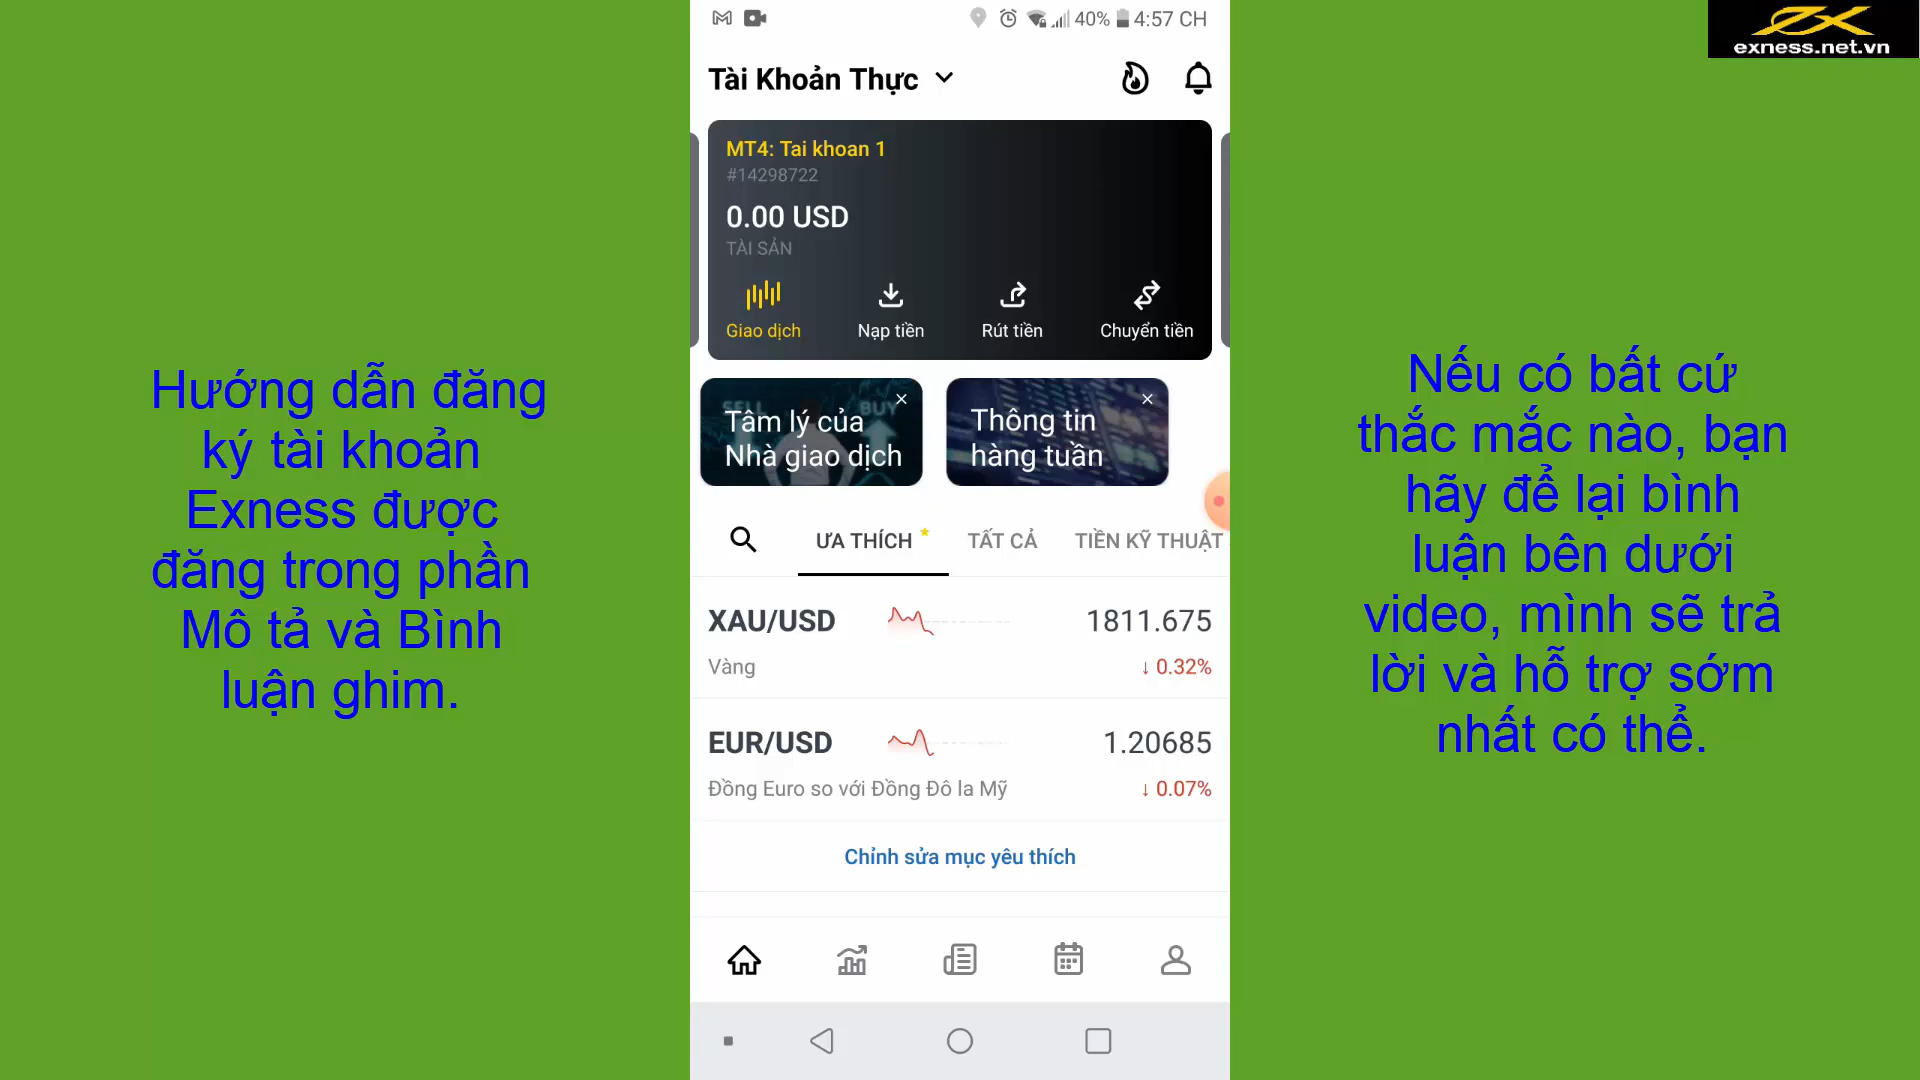 40% 4:57 CH
exness.net.vn
Tài Khoản Thực
MT4: Tai khoan 1
#14298722
0.00 USD
TÀI SẢN
Giao dịch Nạp tiền Rút tiền Chuyển tiền
SELL BUY
Tâm lý của
Nhà giao dịch
Thông tin
hàng tuần
ƯA THÍCH TẤT CẢ TIỀN KỸ THUẬT
XAU/USD 1811.675
Vàng ↓ 0.32%
EUR/USD 1.20685
Đồng Euro so với Đồng Đô la Mỹ ↓ 0.07%
Chỉnh sửa mục yêu thích
Hướng dẫn đăng
ký tài khoản
Exness được
đăng trong phần
Mô tả và Bình
luận ghim.
Nếu có bất cứ
thắc mắc nào, bạn
hãy để lại bình
luận bên dưới
video, mình sẽ trả
lời và hỗ trợ sớm
nhất có thể.